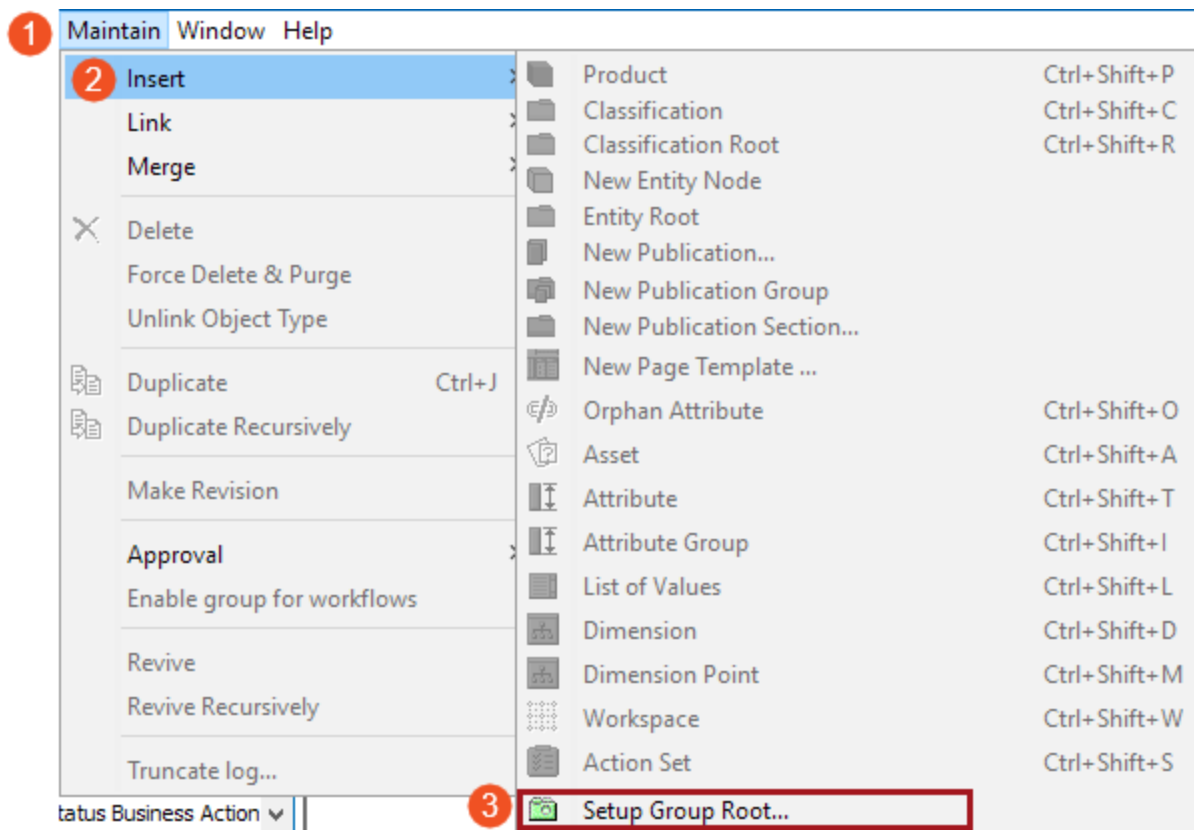 1 Maintain Window Help
2 Insert
Link
Merge
Delete
Force Delete & Purge
Unlink Object Type
Duplicate Ctrl+J
Duplicate Recursively
Make Revision
Approval
Enable group for workflows
Revive
Revive Recursively
Truncate log...
tatus Business Action
Product Ctrl+Shift+P
Classification Ctrl+Shift+C
Classification Root Ctrl+Shift+R
New Entity Node
Entity Root
New Publication...
New Publication Group
New Publication Section...
New Page Template ...
Orphan Attribute Ctrl+Shift+O
Asset Ctrl+Shift+A
Attribute Ctrl+Shift+T
Attribute Group Ctrl+Shift+I
List of Values Ctrl+Shift+L
Dimension Ctrl+Shift+D
Dimension Point Ctrl+Shift+M
Workspace Ctrl+Shift+W
Action Set Ctrl+Shift+S
3 Setup Group Root...